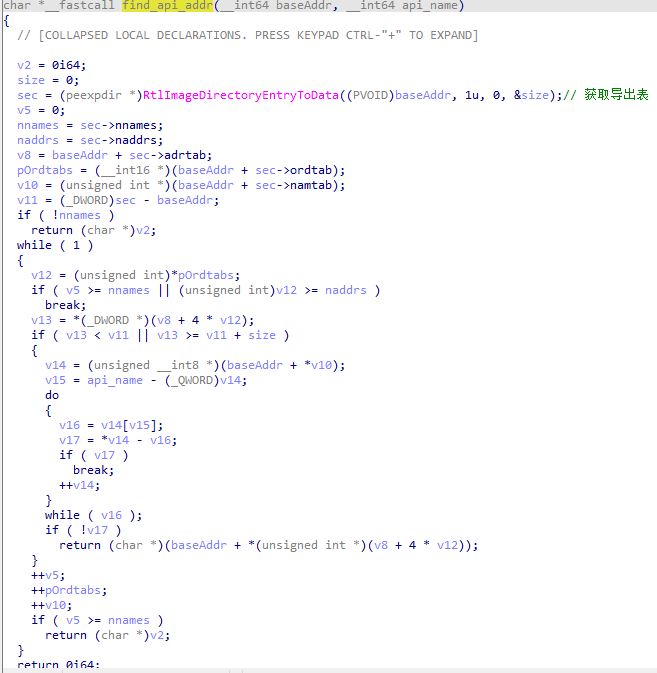 char *__fastcall find_api_addr(__int64 baseAddr, __int64 api_name)
{
  // [COLLAPSED LOCAL DECLARATIONS. PRESS KEYPAD CTRL-"+" TO EXPAND]

  v2 = 0i64;
  size = 0;
  sec = (peexpdir *)RtlImageDirectoryEntryToData((PVOID)baseAddr, 1u, 0, &size);// 获取导出表
  v5 = 0;
  nnames = sec->nnames;
  naddrs = sec->naddrs;
  v8 = baseAddr + sec->adrtab;
  pOrdtabs = (__int16 *)(baseAddr + sec->ordtab);
  v10 = (unsigned int *)(baseAddr + sec->namtab);
  v11 = (_DWORD)sec - baseAddr;
  if ( !nnames )
    return (char *)v2;
  while ( 1 )
  {
    v12 = (unsigned int)*pOrdtabs;
    if ( v5 >= nnames || (unsigned int)v12 >= naddrs )
      break;
    v13 = *(_DWORD *)(v8 + 4 * v12);
    if ( v13 < v11 || v13 >= v11 + size )
    {
      v14 = (unsigned __int8 *)(baseAddr + *v10);
      v15 = api_name - (_QWORD)v14;
      do
      {
        v16 = v14[v15];
        v17 = *v14 - v16;
        if ( v17 )
          break;
        ++v14;
      }
      while ( v16 );
      if ( !v17 )
        return (char *)(baseAddr + *(unsigned int *)(v8 + 4 * v12));
    }
    ++v5;
    ++pOrdtabs;
    ++v10;
    if ( v5 >= nnames )
      return (char *)v2;
  }
  return 0i64;